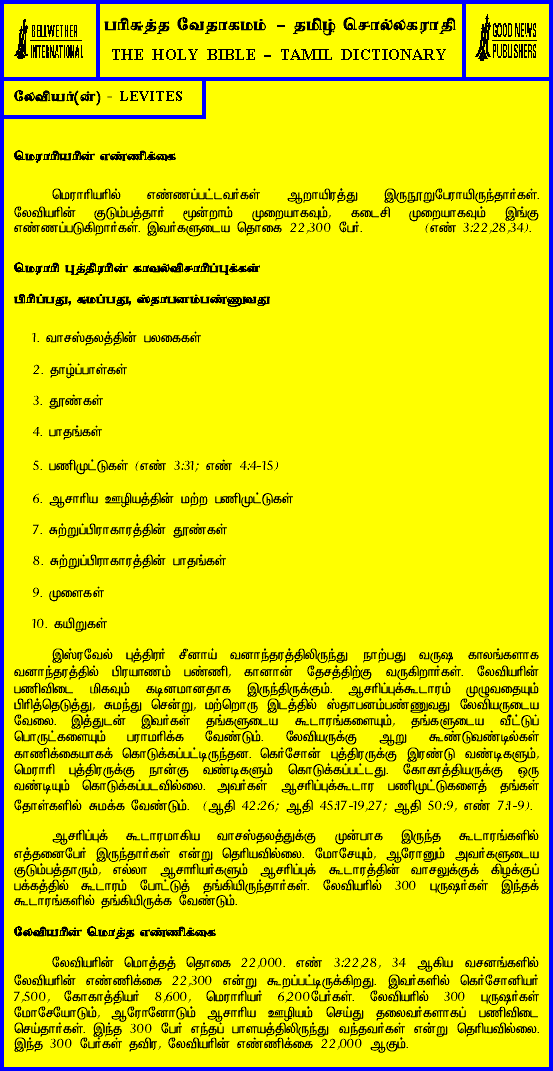 BELLWETHER
INTERNATIONAL
பரிசுத்த வேதாகமம் – தமிழ் சொல்லகராதி
THE HOLY BIBLE – TAMIL DICTIONARY
GOOD NEWS
PUBLISHERS
லேவியர்(ன்) - LEVITES
மெராரியரின் எண்ணிக்கை
மெராரியரில் எண்ணப்பட்டவர்கள் ஆறாயிரத்து இருநூறுபேராயிருந்தார்கள்.
லேவியரின் குடும்பத்தார் மூன்றாம் முறையாகவும், கடைசி முறையாகவும் இங்கு
எண்ணப்படுகிறார்கள். இவர்களுடைய தொகை 22,300 பேர். (எண் 3:22,28,34).
மெராரி புத்திரரின் காவல்விசாரிப்புக்கள்
பிரிப்பது, சுமப்பது, ஸ்தாபனம்பண்ணுவது
1. வாசஸ்தலத்தின் பலகைகள்
2. தாழ்ப்பாள்கள்
3. தூண்கள்
4. பாதங்கள்
5. பணிமுட்டுகள் (எண் 3:31; எண் 4:4-15)
6. ஆசாரிய ஊழியத்தின் மற்ற பணிமுட்டுகள்
7. சுற்றுப்பிராகாரத்தின் தூண்கள்
8. சுற்றுப்பிராகாரத்தின் பாதங்கள்
9. முளைகள்
10. கயிறுகள்
இஸ்ரவேல் புத்திரர் சீனாய் வனாந்தரத்திலிருந்து நாற்பது வருஷ காலங்களாக
வனாந்தரத்தில் பிரயாணம் பண்ணி, கானான் தேசத்திற்கு வருகிறார்கள். லேவியரின்
பணிவிடை மிகவும் கடினமானதாக இருந்திருக்கும். ஆசரிப்புக்கூடாரம் முழுவதையும்
பிரித்தெடுத்து, சுமந்து சென்று, மற்றொரு இடத்தில் ஸ்தாபனம்பண்ணுவது லேவியருடைய
வேலை. இத்துடன் இவர்கள் தங்களுடைய கூடாரங்களையும், தங்களுடைய வீட்டுப்
பொருட்களையும் பராமரிக்க வேண்டும். லேவியருக்கு ஆறு கூண்டுவண்டில்கள்
காணிக்கையாகக் கொடுக்கப்பட்டிருந்தன. கெர்சோன் புத்திரருக்கு இரண்டு வண்டிகளும்,
மெராரி புத்திரருக்கு நான்கு வண்டிகளும் கொடுக்கப்பட்டது. கோகாத்தியருக்கு ஒரு
வண்டியும் கொடுக்கப்படவில்லை. அவர்கள் ஆசரிப்புக்கூடார பணிமுட்டுகளைத் தங்கள்
தோள்களில் சுமக்க வேண்டும். (ஆதி 42:26; ஆதி 45:17-19,27; ஆதி 50:9, எண் 7:1-9).
ஆசரிப்புக் கூடாரமாகிய வாசஸ்தலத்துக்கு முன்பாக இருந்த கூடாரங்களில்
எத்தனைபேர் இருந்தார்கள் என்று தெரியவில்லை. மோசேயும், ஆரோனும் அவர்களுடைய
குடும்பத்தாரும், எல்லா ஆசாரியர்களும் ஆசரிப்புக் கூடாரத்தின் வாசலுக்குக் கிழக்குப்
பக்கத்தில் கூடாரம் போட்டுத் தங்கியிருந்தார்கள். லேவியரில் 300 புருஷர்கள் இந்தக்
கூடாரங்களில் தங்கியிருக்க வேண்டும்.
லேவியரின் மொத்த எண்ணிக்கை
லேவியரின் மொத்தத் தொகை 22,000. எண் 3:22,28, 34 ஆகிய வசனங்களில்
லேவியரின் எண்ணிக்கை 22,300 என்று கூறப்பட்டிருக்கிறது. இவர்களில் கெர்சோனியர்
7,500, கோகாத்தியர் 8,600, மெராரியர் 6,200பேர்கள். லேவியரில் 300 புருஷர்கள்
மோசேயோடும், ஆரோனோடும் ஆசாரிய ஊழியம் செய்து தலைவர்களாகப் பணிவிடை
செய்தார்கள். இந்த 300 பேர் எந்தப் பாளயத்திலிருந்து வந்தவர்கள் என்று தெரியவில்லை.
இந்த 300 பேர்கள் தவிர, லேவியரின் எண்ணிக்கை 22,000 ஆகும்.